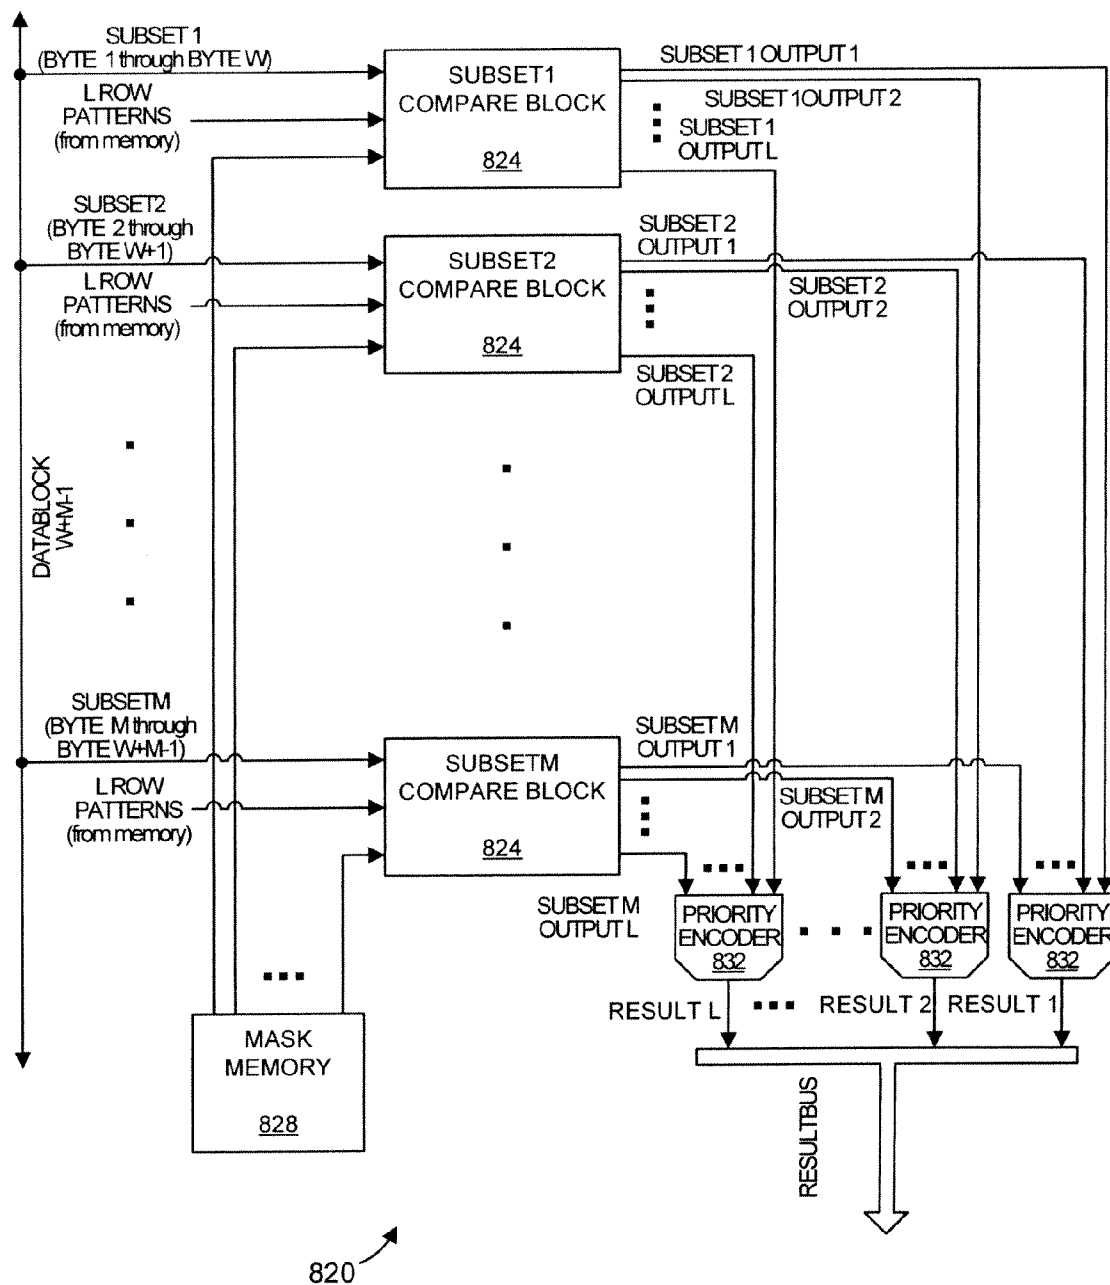 SUBSET 1
(BYTE 1 through BYTE W)
L ROW
PATTERNS
(from memory)
SUBSET1
COMPARE BLOCK
824
SUBSET 1 OUTPUT 1
SUBSET 1 OUTPUT 2
SUBSET 1
OUTPUT L
SUBSET2
(BYTE 2 through
BYTE W+1)
L ROW
PATTERNS
(from memory)
SUBSET2
COMPARE BLOCK
824
SUBSET 2
OUTPUT 1
SUBSET 2
OUTPUT 2
SUBSET 2
OUTPUT L
DATABLOCK
W+M-1
SUBSETM
(BYTE M through
BYTE W+M-1)
L ROW
PATTERNS
(from memory)
SUBSETM
COMPARE BLOCK
824
SUBSET M
OUTPUT 1
SUBSET M
OUTPUT 2
SUBSET M
OUTPUT L
PRIORITY
ENCODER
832
PRIORITY
ENCODER
832
PRIORITY
ENCODER
832
RESULT L
RESULT 2
RESULT 1
MASK
MEMORY
828
RESULTBUS
820